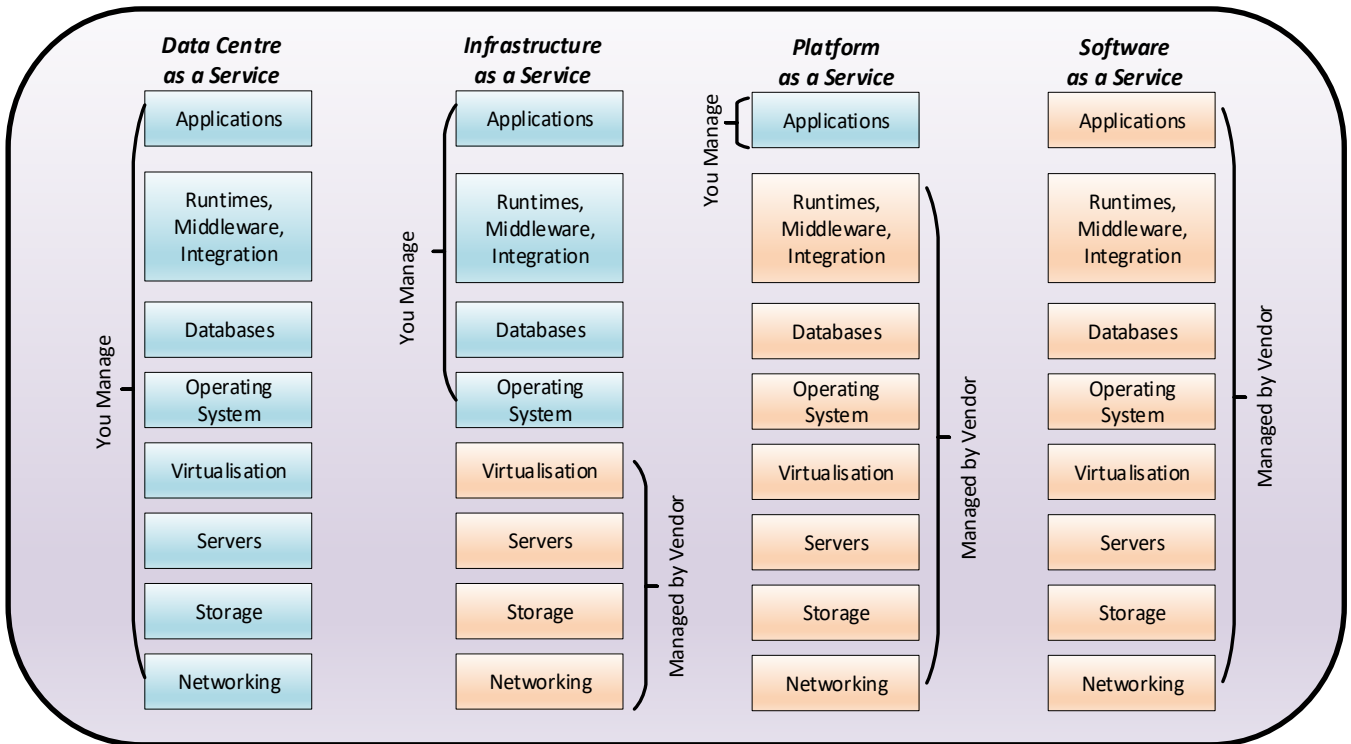 Data Centre
as a Service
Applications
Runtimes,
Middleware,
Integration
Databases
Operating
System
Virtualisation
Servers
Storage
Networking
You Manage
Infrastructure
as a Service
Applications
Runtimes,
Middleware,
Integration
Databases
Operating
System
Virtualisation
Servers
Storage
Networking
You Manage
Managed by Vendor
Platform
as a Service
Applications
Runtimes,
Middleware,
Integration
Databases
Operating
System
Virtualisation
Servers
Storage
Networking
You Manage
Managed by Vendor
Software
as a Service
Applications
Runtimes,
Middleware,
Integration
Databases
Operating
System
Virtualisation
Servers
Storage
Networking
Managed by Vendor